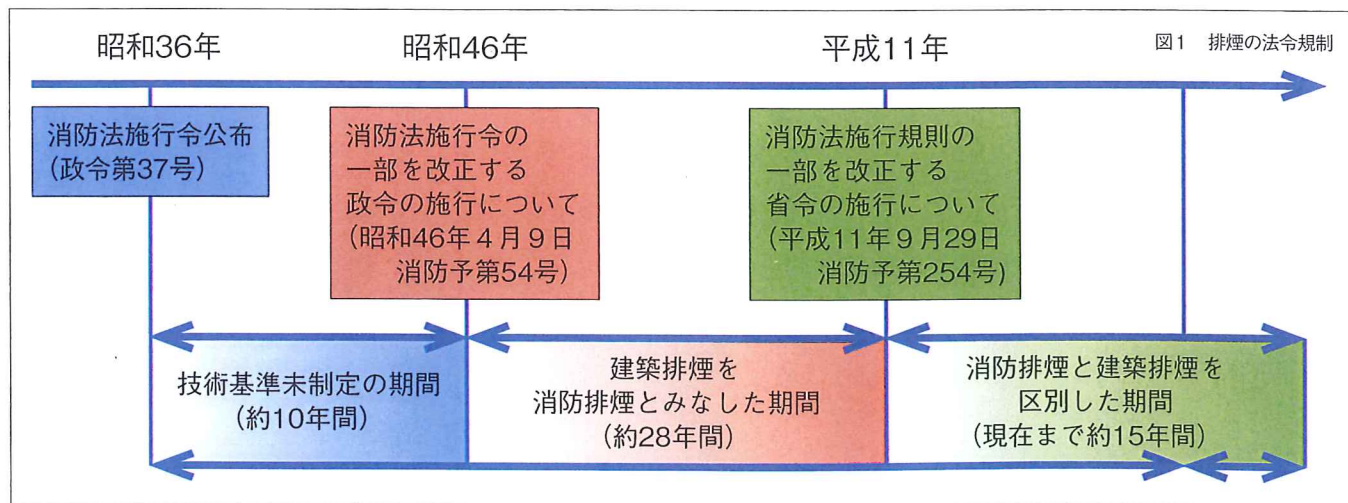 昭和36年
昭和46年
平成11年
図1 排煙の法令規制
消防法施行令公布
(政令第37号)
消防法施行令の
一部を改正する
政令の施行について
(昭和46年4月9日
消防予第54号)
消防法施行規則の
一部を改正する
省令の施行について
(平成11年9月29日
消防予第254号)
技術基準未制定の期間
(約10年間)
建築排煙を
消防排煙とみなした期間
(約28年間)
消防排煙と建築排煙を
区別した期間
(現在まで約15年間)